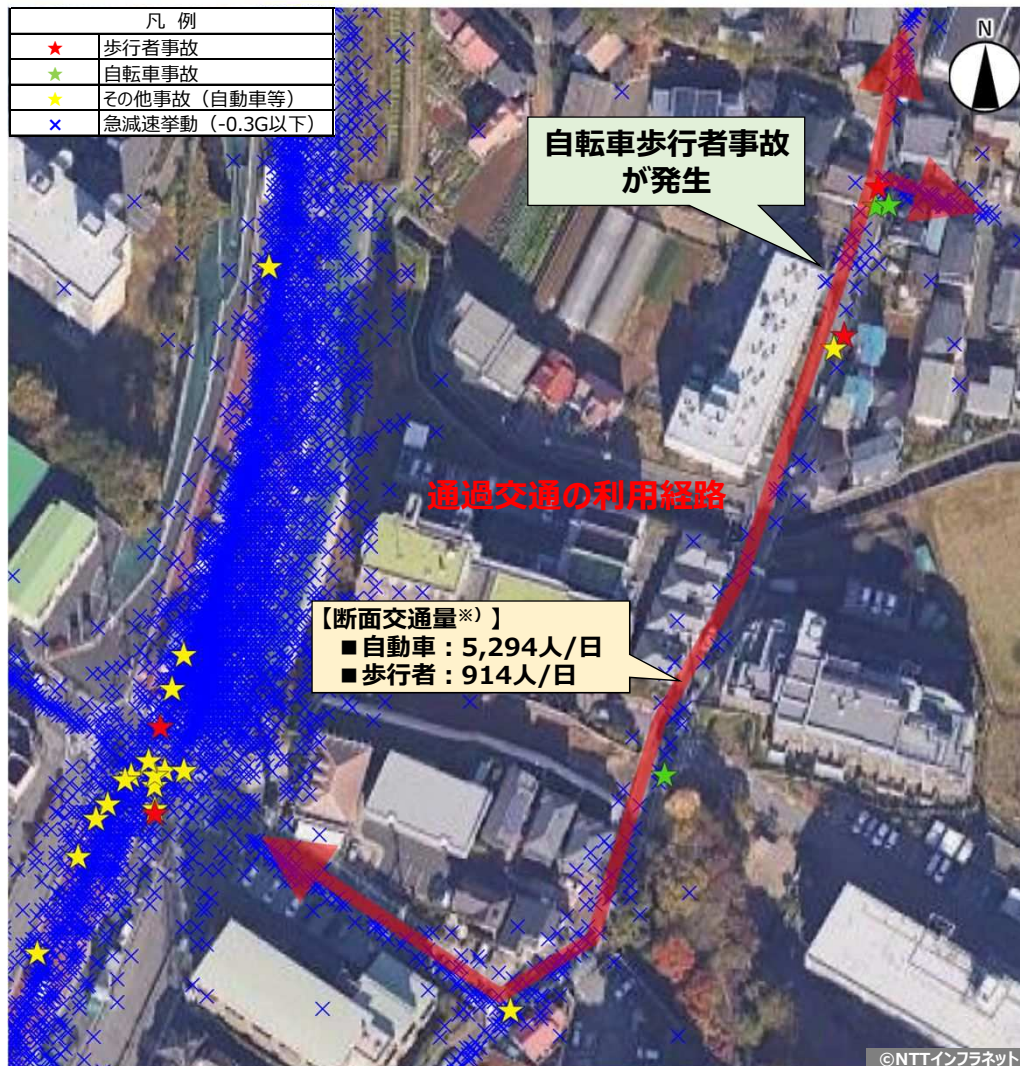 凡 例
歩行者事故
自転車事故
その他事故（自動車等）
急減速挙動（-0.3G以下）
N
自転車歩行者事故
が発生
通過交通の利用経路
【断面交通量※）】
■自動車：5,294人/日
■歩行者：914人/日
©NTTインフラネット